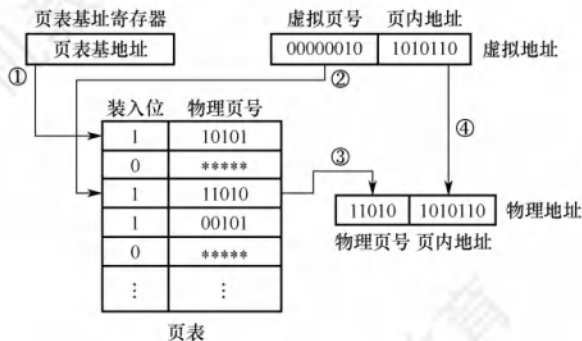 页表基址寄存器
页表基地址
虚拟页号 页内地址
00000010 1010110 虚拟地址
① ② ③ ④
装入位 物理页号
1 10101
0 *****
1 11010
1 00101
0 *****
⋮ ⋮
页表
11010 1010110 物理地址
物理页号 页内地址